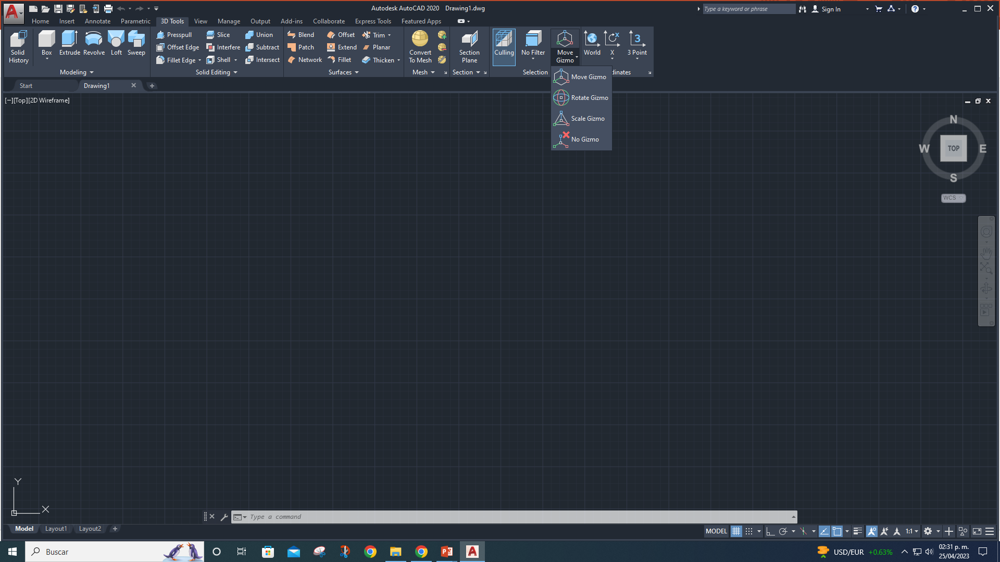 Autodesk AutoCAD 2020 Drawing1.dwg
Type a keyword or phrase
Sign In
Home Insert Annotate Parametric 3D Tools View Manage Output Add-ins Collaborate Express Tools Featured Apps
Solid History
Box
Extrude
Revolve
Loft
Sweep
Modeling
Presspull
Offset Edge
Fillet Edge
Slice
Interfere
Shell
Union
Subtract
Intersect
Solid Editing
Blend
Patch
Network
Offset
Extend
Fillet
Trim
Planar
Thicken
Surfaces
Convert To Mesh
Mesh
Section Plane
Section
Culling
No Filter
Move Gizmo
Selection
World
X
3 Point
dinates
Move Gizmo
Rotate Gizmo
Scale Gizmo
No Gizmo
Start
Drawing1
[−][Top][2D Wireframe]
N
W
TOP
E
S
WCS
Y
X
Type a command
Model Layout1 Layout2
MODEL
1:1
Buscar
USD/EUR +0.63%
02:31 p. m.
25/04/2023